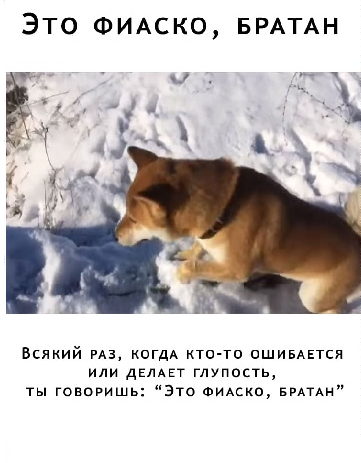 Это фиаско, братан
Всякий раз, когда кто-то ошибается
или делает глупость,
ты говоришь: “Это фиаско, братан”